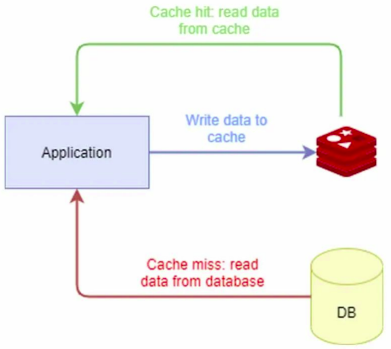 Cache hit: read data
from cache
Write data to
cache
Application
Cache miss: read
data from database
DB